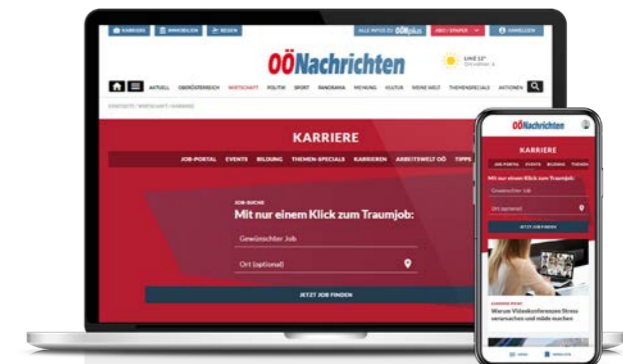 KARRIERE
IMMOBILIEN
REISEN
ALLE INFOS ZU OÖNplus
ABO / EPAPER
ANMELDEN
OÖNachrichten
LINZ 12°
AKTUELL OBERÖSTERREICH WIRTSCHAFT POLITIK SPORT PANORAMA MEINUNG KULTUR MEINE WELT THEMENSPECIALS AKTIONEN
STARTSEITE / WIRTSCHAFT / KARRIERE
KARRIERE
JOB-PORTAL EVENTS BILDUNG THEMEN-SPECIALS KARRIEREN ARBEITSWELT OÖ TIPPS
JOB-SUCHE
Mit nur einem Klick zum Traumjob:
Gewünschter Job
Ort (optional)
JETZT JOB FINDEN
OÖNachrichten
KARRIERE
JOB-PORTAL EVENTS BILDUNG THEMEN
Mit nur einem Klick zum Traumjob:
Gewünschter Job
Ort (optional)
JETZT JOB FINDEN
Warum Videokonferenzen Stress
verursachen und müde machen
MENÜ